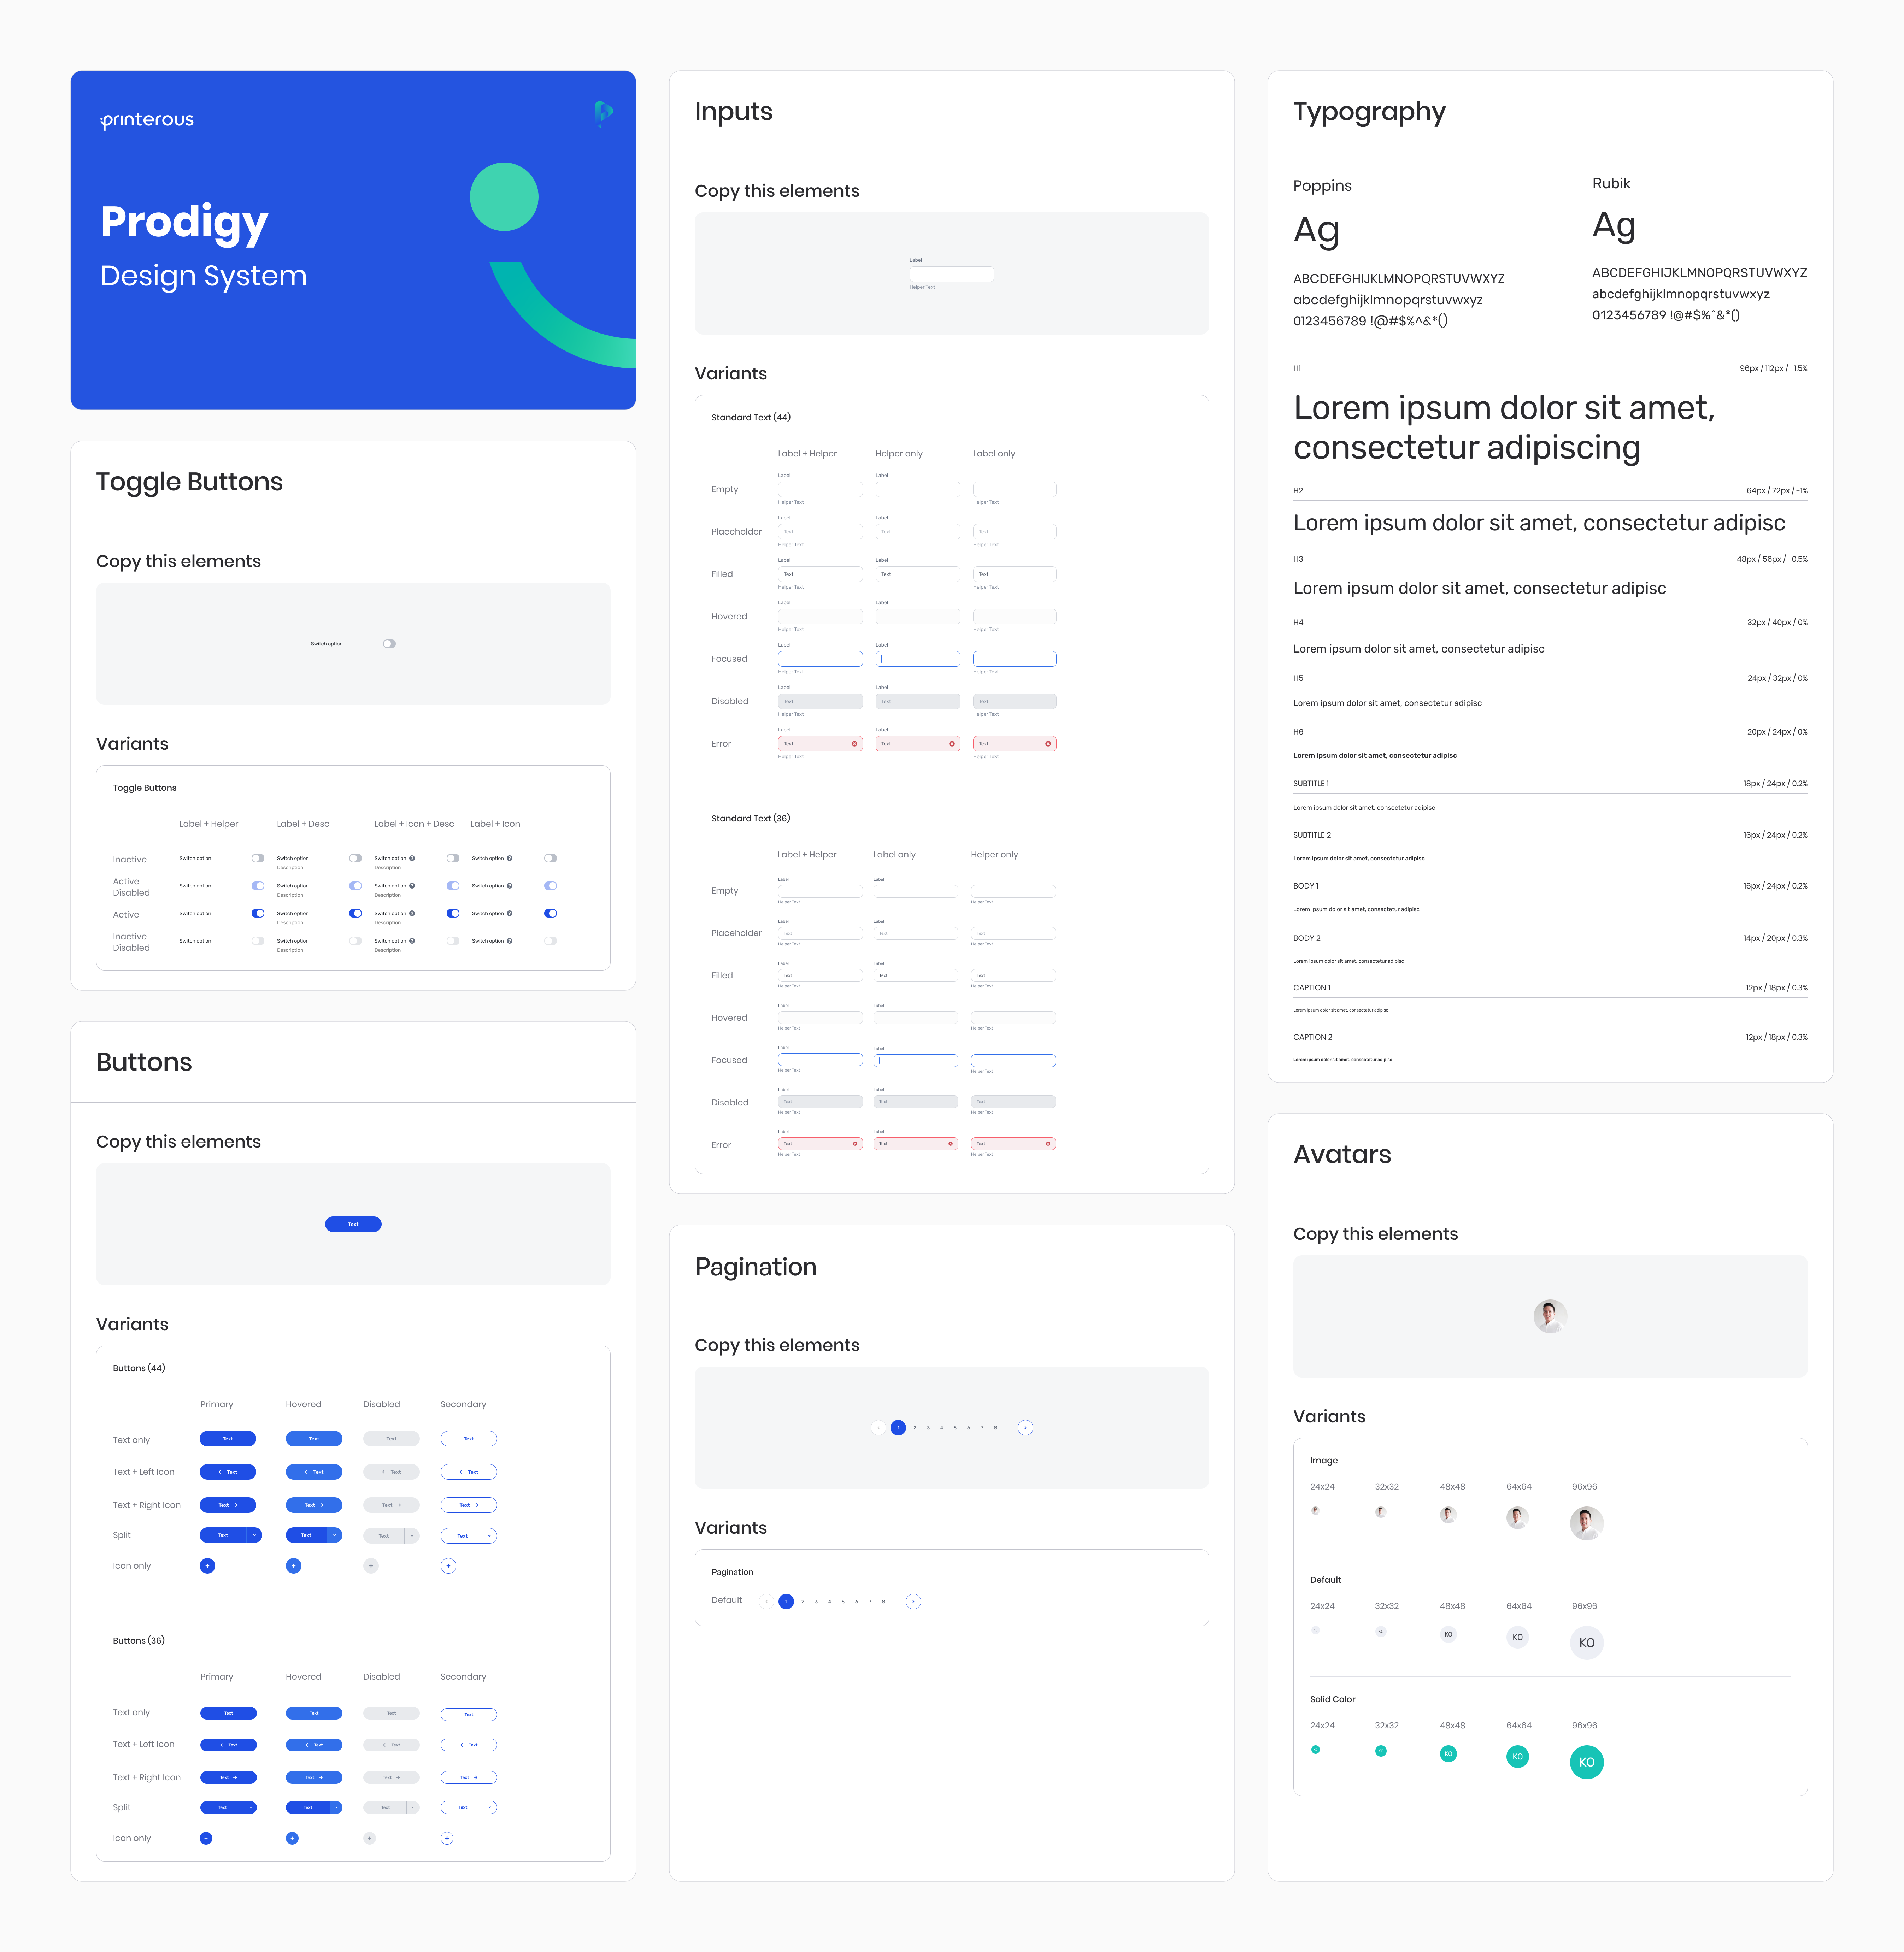 printerous
Prodigy
Design System
Toggle Buttons
Copy this elements
Switch option
Variants
Toggle Buttons
Label + Helper Label + Desc Label + Icon + Desc Label + Icon
Inactive Switch option Switch option Switch option ? Switch option ?
Description Description
Active Disabled Switch option Switch option Switch option ? Switch option ?
Description Description
Active Switch option Switch option Switch option ? Switch option ?
Description Description
Inactive Disabled Switch option Switch option Switch option ? Switch option ?
Description Description
Buttons
Copy this elements
Text
Variants
Buttons (44)
Primary Hovered Disabled Secondary
Text only Text Text Text Text
Text + Left Icon Text Text Text Text
Text + Right Icon Text Text Text Text
Split Text Text Text Text
Icon only + + + +
Buttons (36)
Primary Hovered Disabled Secondary
Text only Text Text Text Text
Text + Left Icon Text Text Text Text
Text + Right Icon Text Text Text Text
Split Text Text Text Text
Icon only + + + +
Inputs
Copy this elements
Label
Helper Text
Variants
Standard Text (44)
Label + Helper Helper only Label only
Label Label
Empty
Helper Text Helper Text
Label Label
Placeholder Text Text Text
Helper Text Helper Text
Label Label
Filled Text Text Text
Helper Text Helper Text
Label Label
Hovered
Helper Text Helper Text
Label Label
Focused
Helper Text Helper Text
Label Label
Disabled Text Text Text
Helper Text Helper Text
Label Label
Error Text Text Text
Helper Text Helper Text
Standard Text (36)
Label + Helper Label only Helper only
Label Label
Empty
Helper Text Helper Text
Label Label
Placeholder Text Text Text
Helper Text Helper Text
Label Label
Filled Text Text Text
Helper Text Helper Text
Label Label
Hovered
Helper Text Helper Text
Label Label
Focused
Helper Text Helper Text
Label Label
Disabled Text Text Text
Helper Text Helper Text
Label Label
Error Text Text Text
Helper Text Helper Text
Pagination
Copy this elements
‹ 1 2 3 4 5 6 7 8 ... ›
Variants
Pagination
Default ‹ 1 2 3 4 5 6 7 8 ... ›
Typography
Poppins
Ag
ABCDEFGHIJKLMNOPQRSTUVWXYZ
abcdefghijklmnopqrstuvwxyz
0123456789 !@#$%^&*()
Rubik
Ag
ABCDEFGHIJKLMNOPQRSTUVWXYZ
abcdefghijklmnopqrstuvwxyz
0123456789 !@#$%^&*()
H1 96px / 112px / -1.5%
Lorem ipsum dolor sit amet,
consectetur adipiscing
H2 64px / 72px / -1%
Lorem ipsum dolor sit amet, consectetur adipisc
H3 48px / 56px / -0.5%
Lorem ipsum dolor sit amet, consectetur adipisc
H4 32px / 40px / 0%
Lorem ipsum dolor sit amet, consectetur adipisc
H5 24px / 32px / 0%
Lorem ipsum dolor sit amet, consectetur adipisc
H6 20px / 24px / 0%
Lorem ipsum dolor sit amet, consectetur adipisc
SUBTITLE 1 18px / 24px / 0.2%
Lorem ipsum dolor sit amet, consectetur adipisc
SUBTITLE 2 16px / 24px / 0.2%
Lorem ipsum dolor sit amet, consectetur adipisc
BODY 1 16px / 24px / 0.2%
Lorem ipsum dolor sit amet, consectetur adipisc
BODY 2 14px / 20px / 0.3%
Lorem ipsum dolor sit amet, consectetur adipisc
CAPTION 1 12px / 18px / 0.3%
Lorem ipsum dolor sit amet, consectetur adipisc
CAPTION 2 12px / 18px / 0.3%
Lorem ipsum dolor sit amet, consectetur adipisc
Avatars
Copy this elements
Variants
Image
24x24 32x32 48x48 64x64 96x96
Default
24x24 32x32 48x48 64x64 96x96
KO KO KO KO KO
Solid Color
24x24 32x32 48x48 64x64 96x96
KO KO KO KO KO